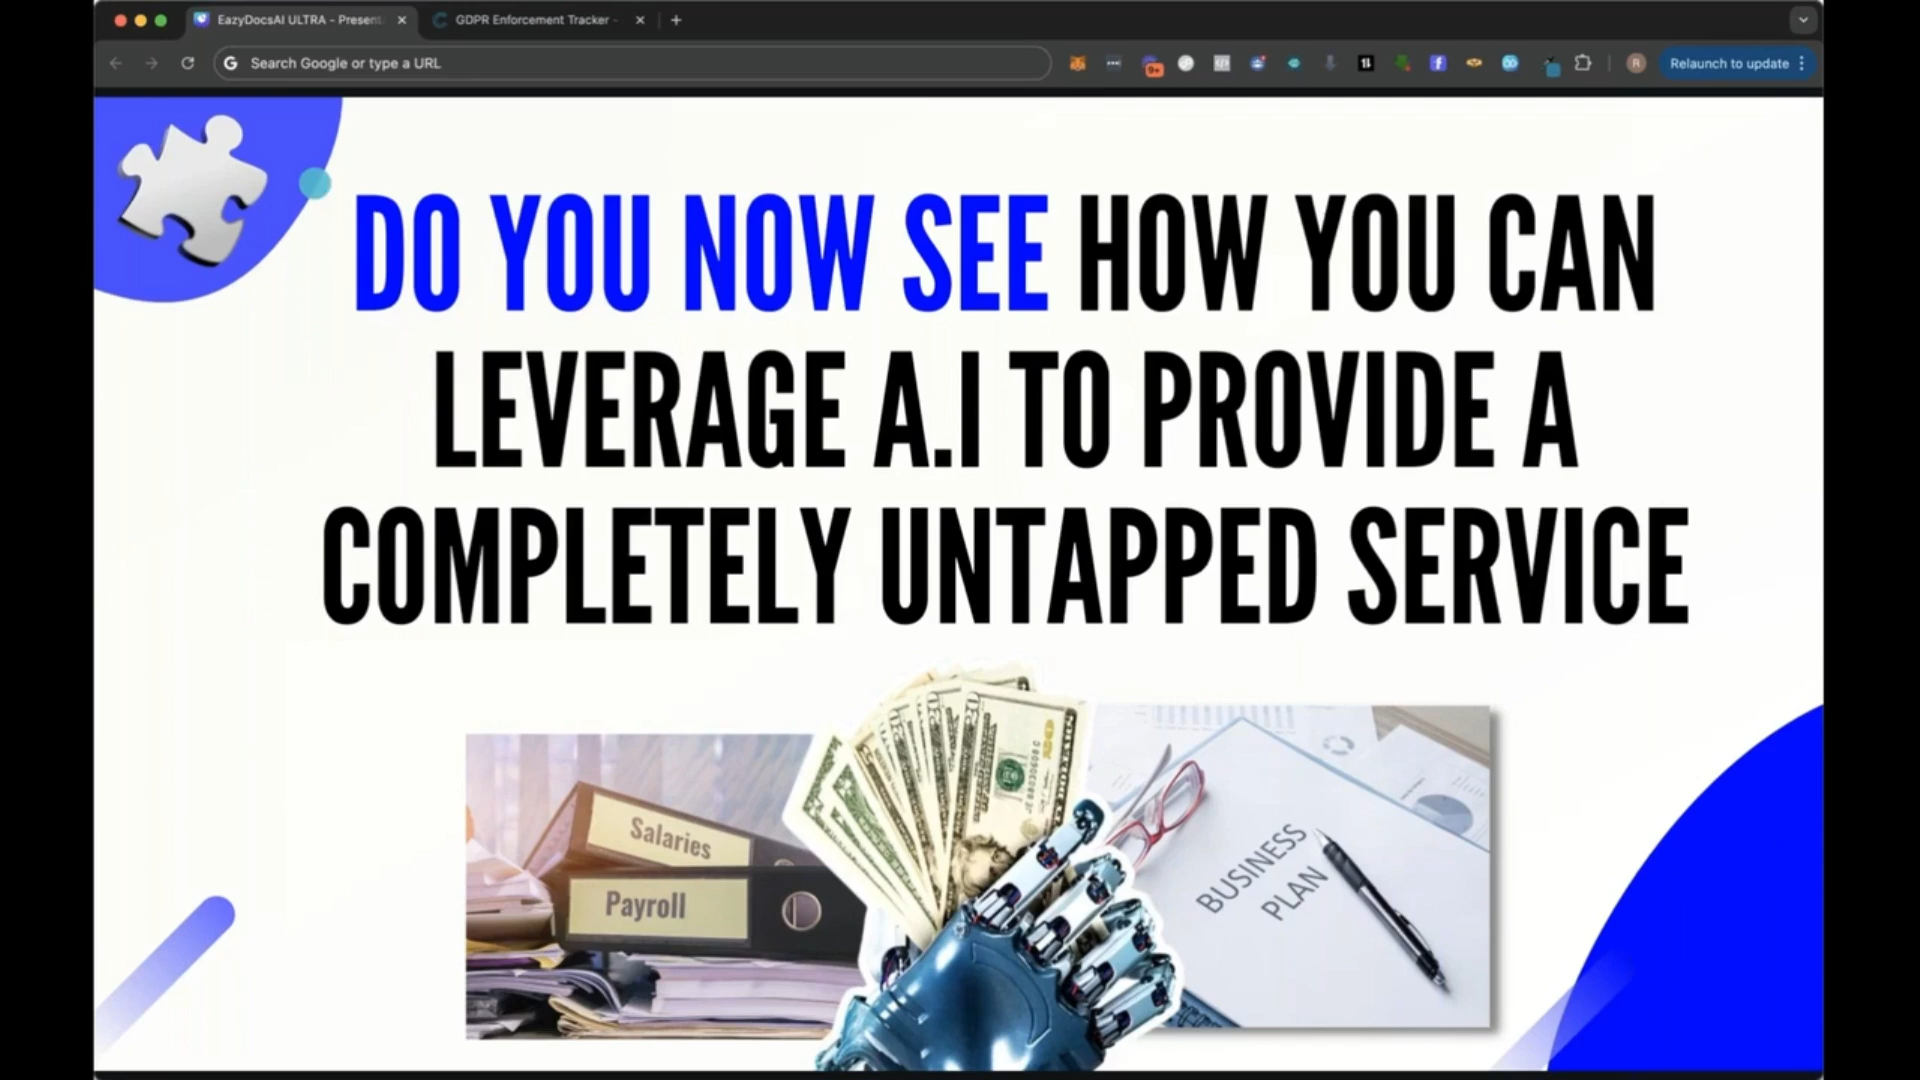 EazyDocsAI ULTRA - Present
GDPR Enforcement Tracker -
Search Google or type a URL
9+
R
Relaunch to update
DO YOU NOW SEE HOW YOU CAN
LEVERAGE A.I TO PROVIDE A
COMPLETELY UNTAPPED SERVICE
Salaries
Payroll
BUSINESS
PLAN